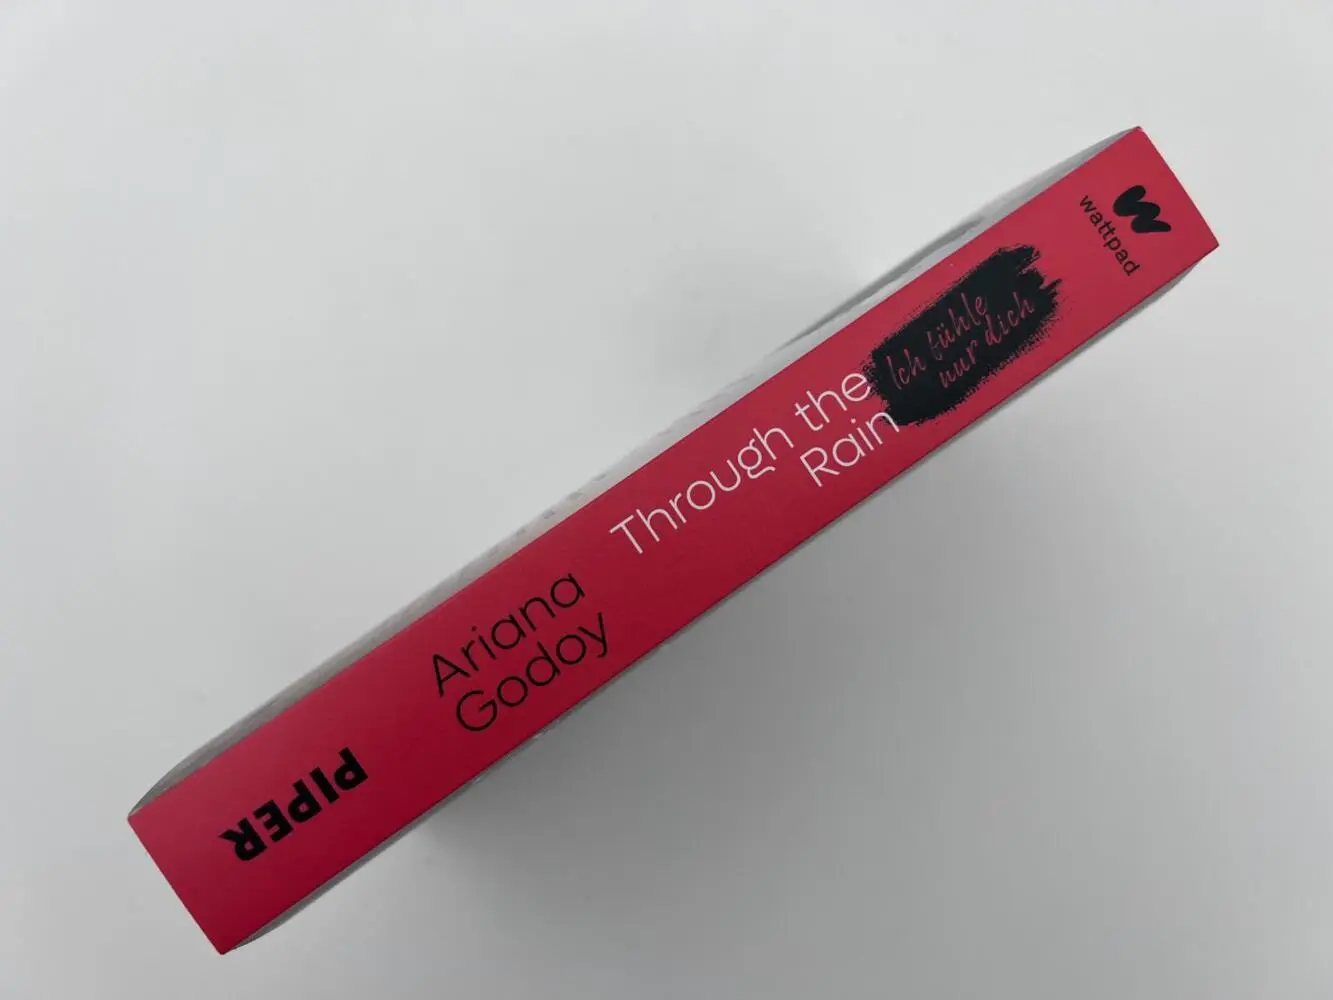 wattpad
Ich fühle
nur dich
Through the
Rain
Ariana
Godoy
PIPER